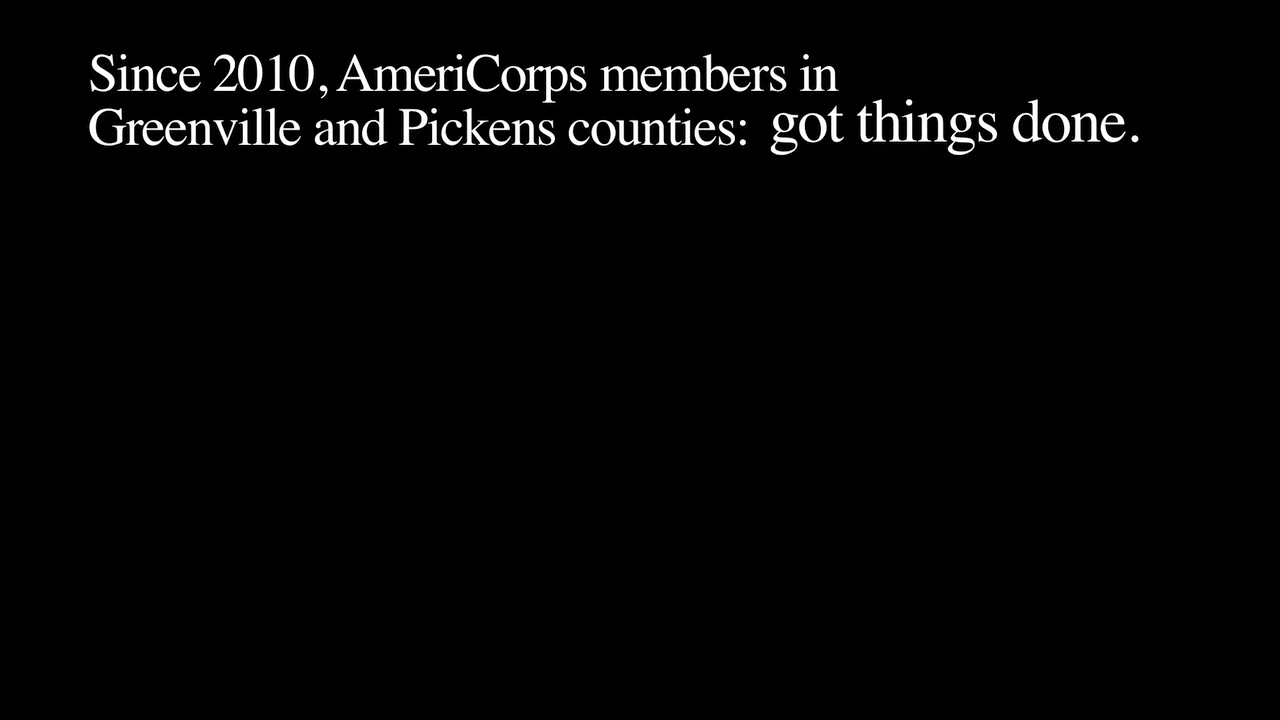 Since 2010, AmeriCorps members in
Greenville and Pickens counties: got things done.